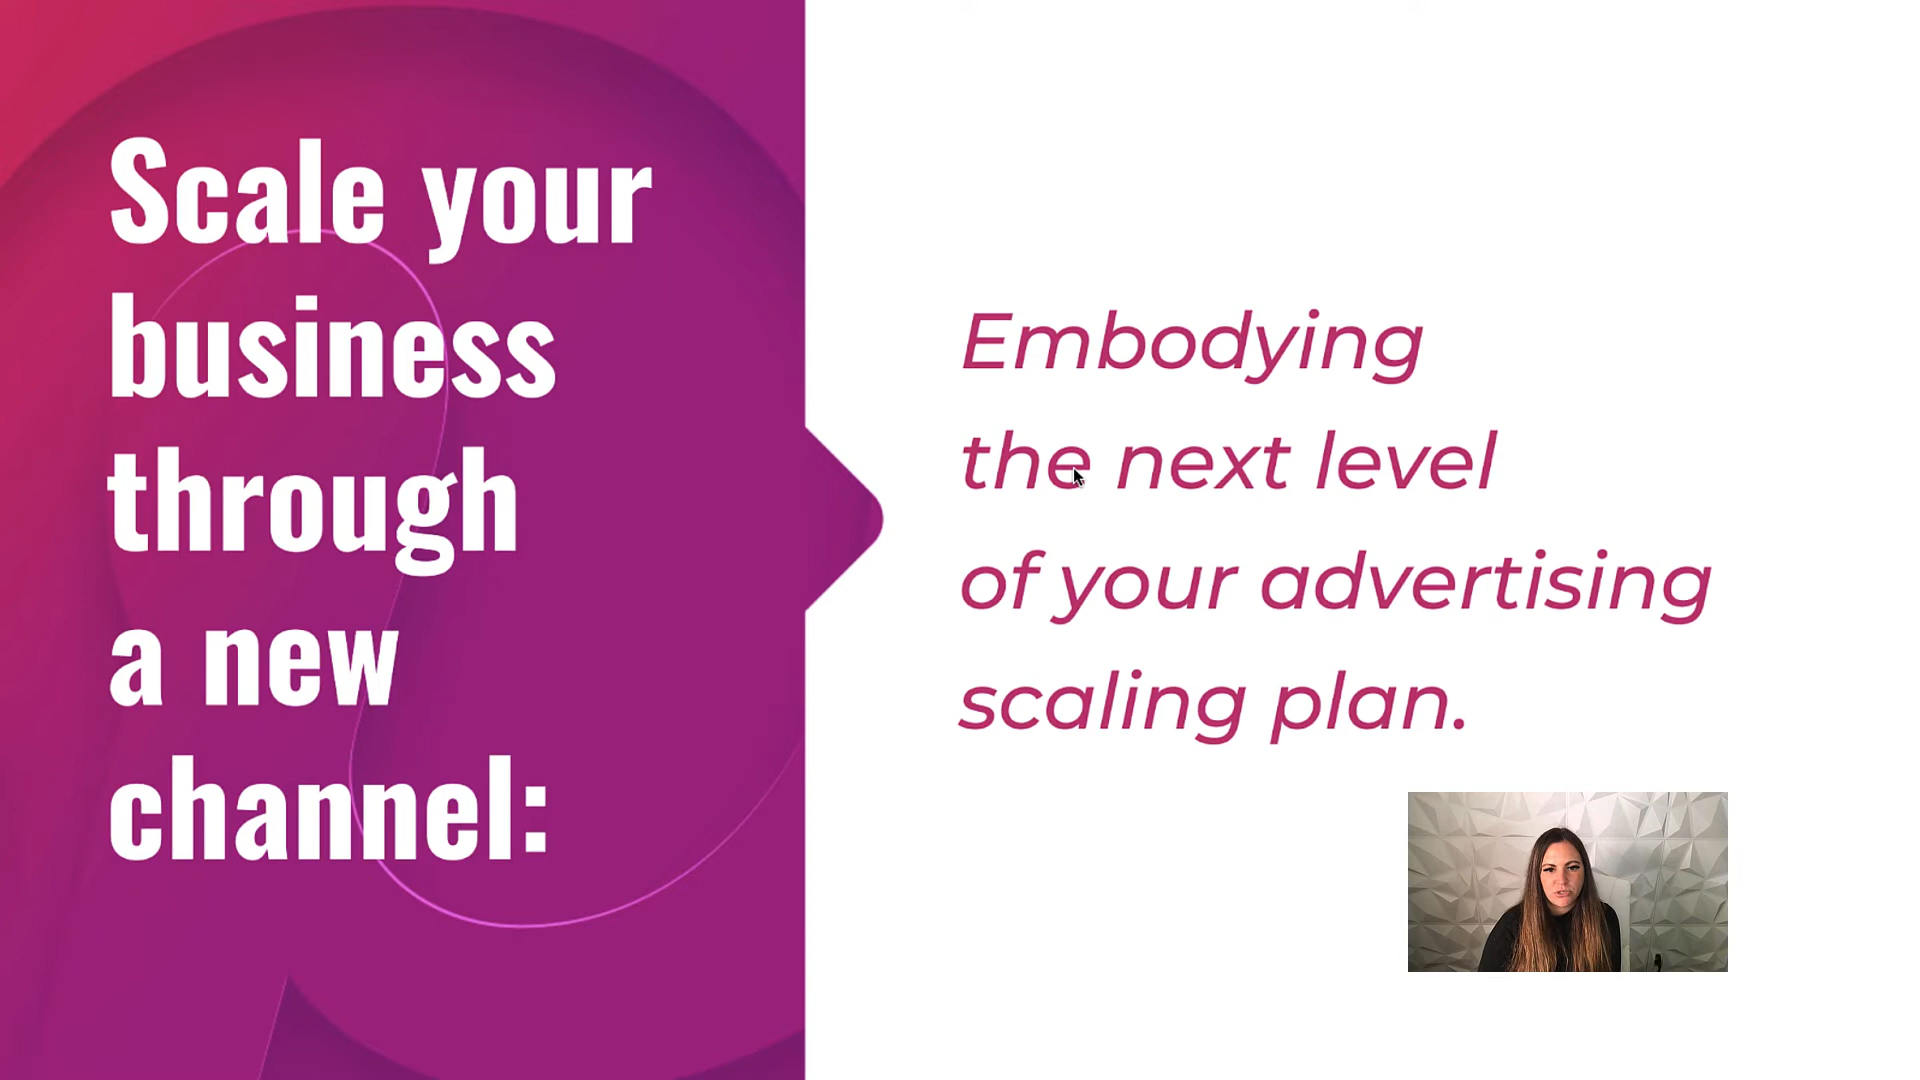 Scale your
business
through
a new
channel:
Embodying
the next level
of your advertising
scaling plan.